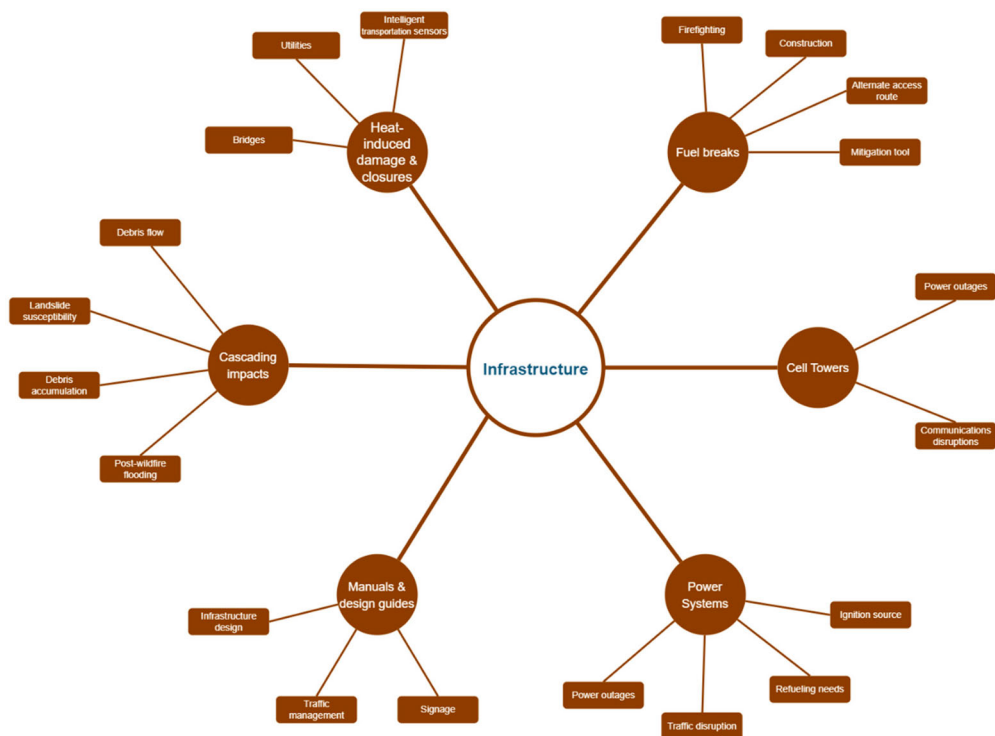 Intelligent
transportation sensors
Utilities
Bridges
Heat-
induced
damage &
closures
Firefighting
Construction
Alternate access
route
Mitigation tool
Fuel breaks
Debris flow
Landslide
susceptibility
Debris
accumulation
Post-wildfire
flooding
Cascading
impacts
Infrastructure
Power outages
Cell Towers
Communications
disruptions
Manuals &
design guides
Infrastructure
design
Traffic
management
Signage
Power
Systems
Ignition source
Refueling needs
Power outages
Traffic disruption